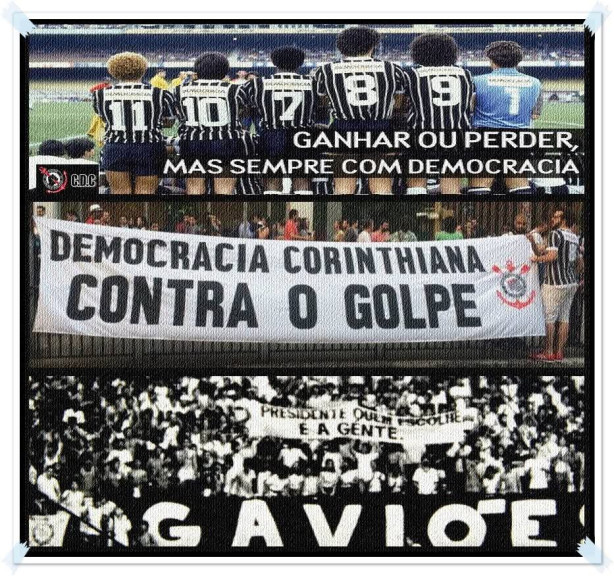 DEMOCRACIA
11 10 7 8 9 1
GANHAR OU PERDER,
MAS SEMPRE COM DEMOCRACIA
C.D.C
DEMOCRACIA CORINTHIANA
CONTRA O GOLPE
PRESIDENTE QUEM ESCOLHE
É A GENTE.
GAVIÕES